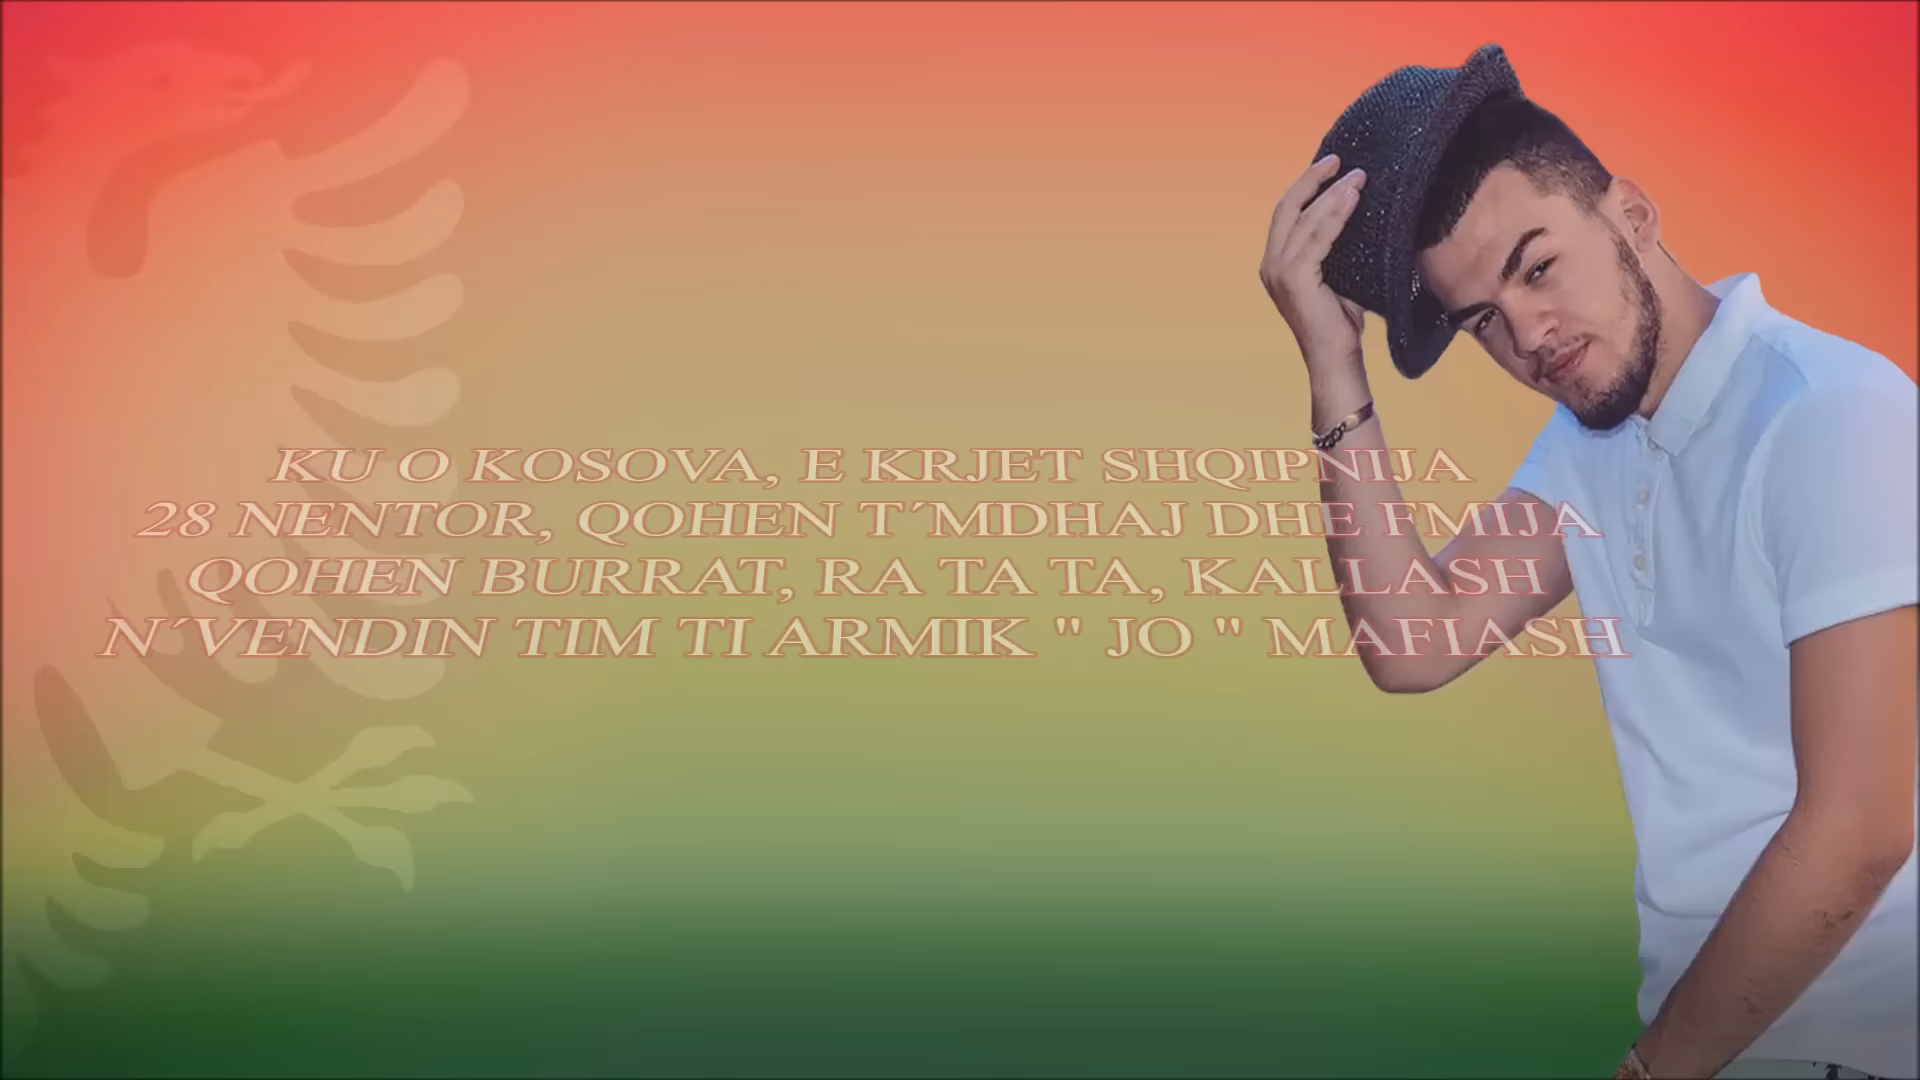 KU O KOSOVA, E KRJET SHQIPNIJA
28 NENTOR, QOHEN T´MDHAJ DHE FMIJA
QOHEN BURRAT, RA TA TA, KALLASH
N´VENDIN TIM TI ARMIK " JO " MAFIASH